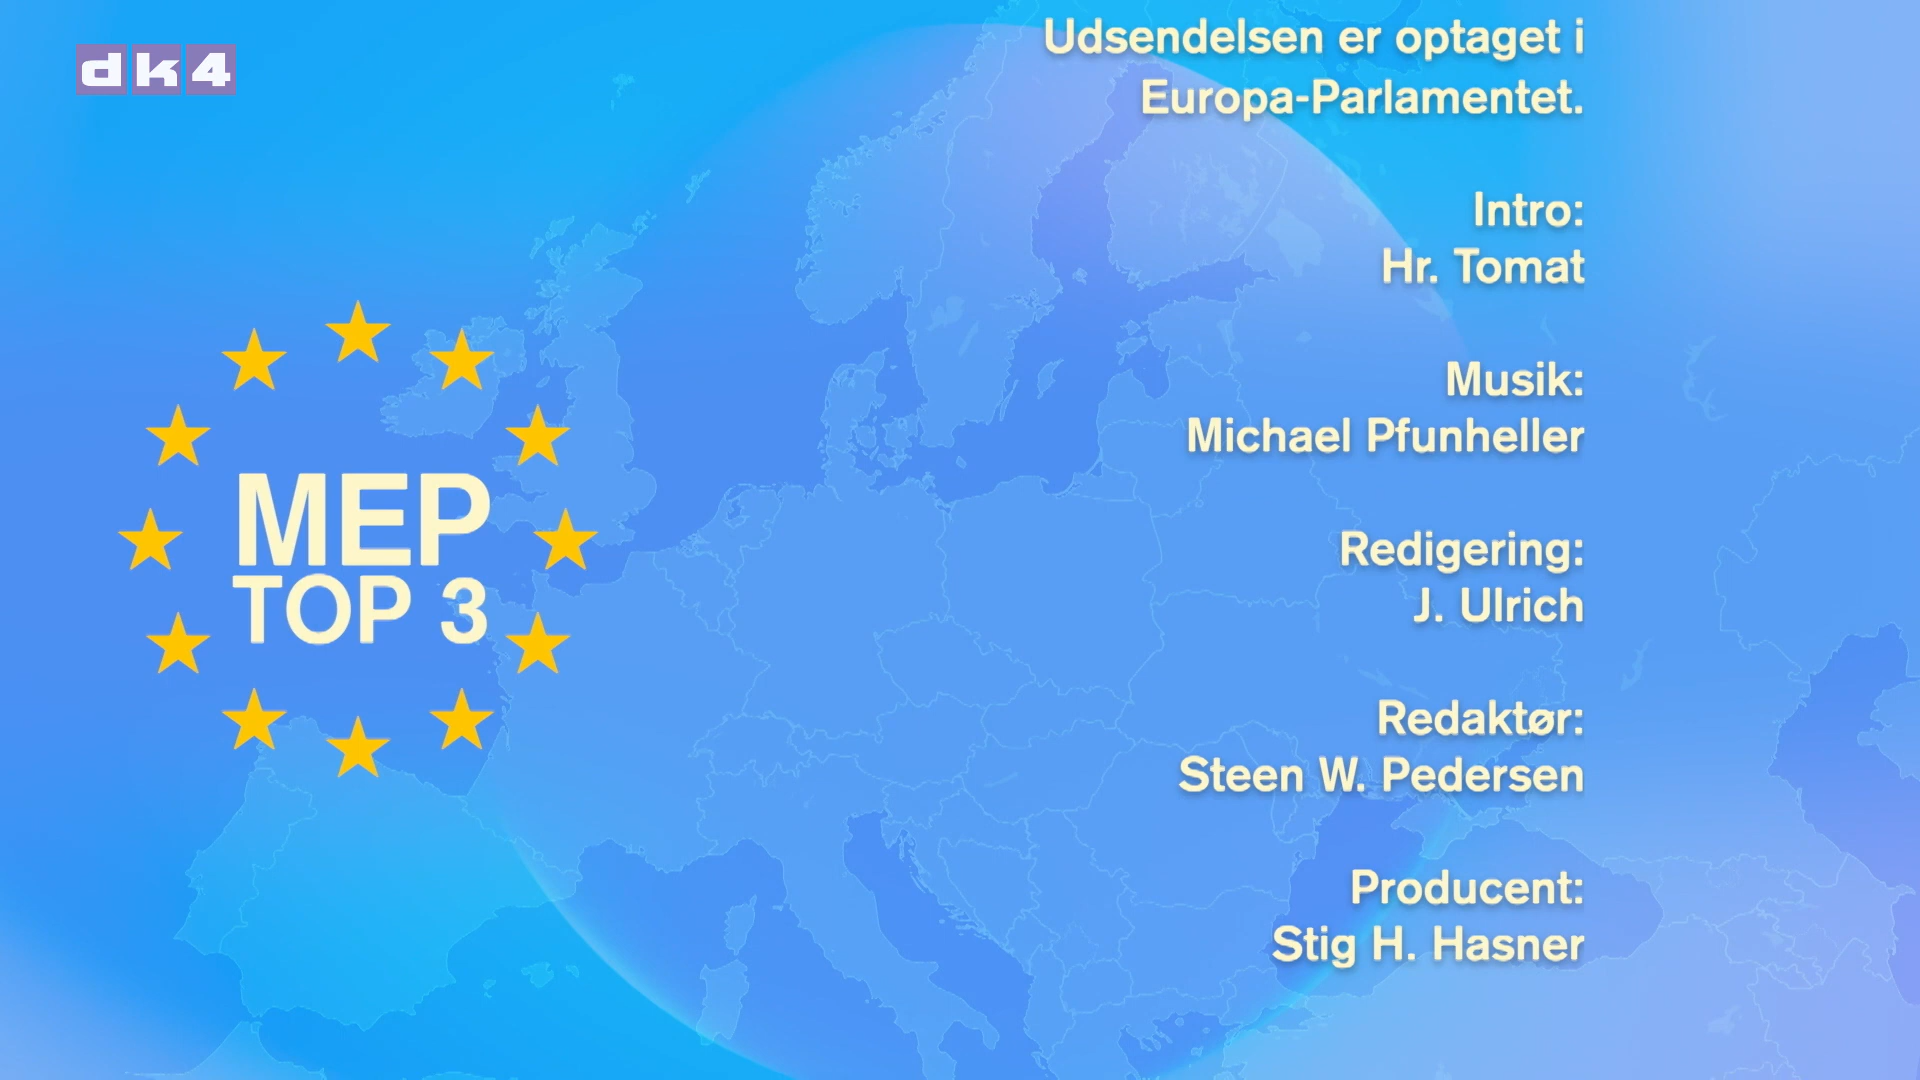 dk4
Udsendelsen er optaget i
Europa-Parlamentet.
Intro:
Hr. Tomat
Musik:
Michael Pfunheller
Redigering:
J. Ulrich
Redaktør:
Steen W. Pedersen
Producent:
Stig H. Hasner
MEP
TOP 3